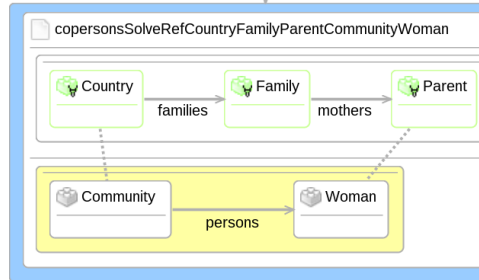 copersonsSolveRefCountryFamilyParentCommunityWoman
Country
Family
Parent
families
mothers
Community
Woman
persons